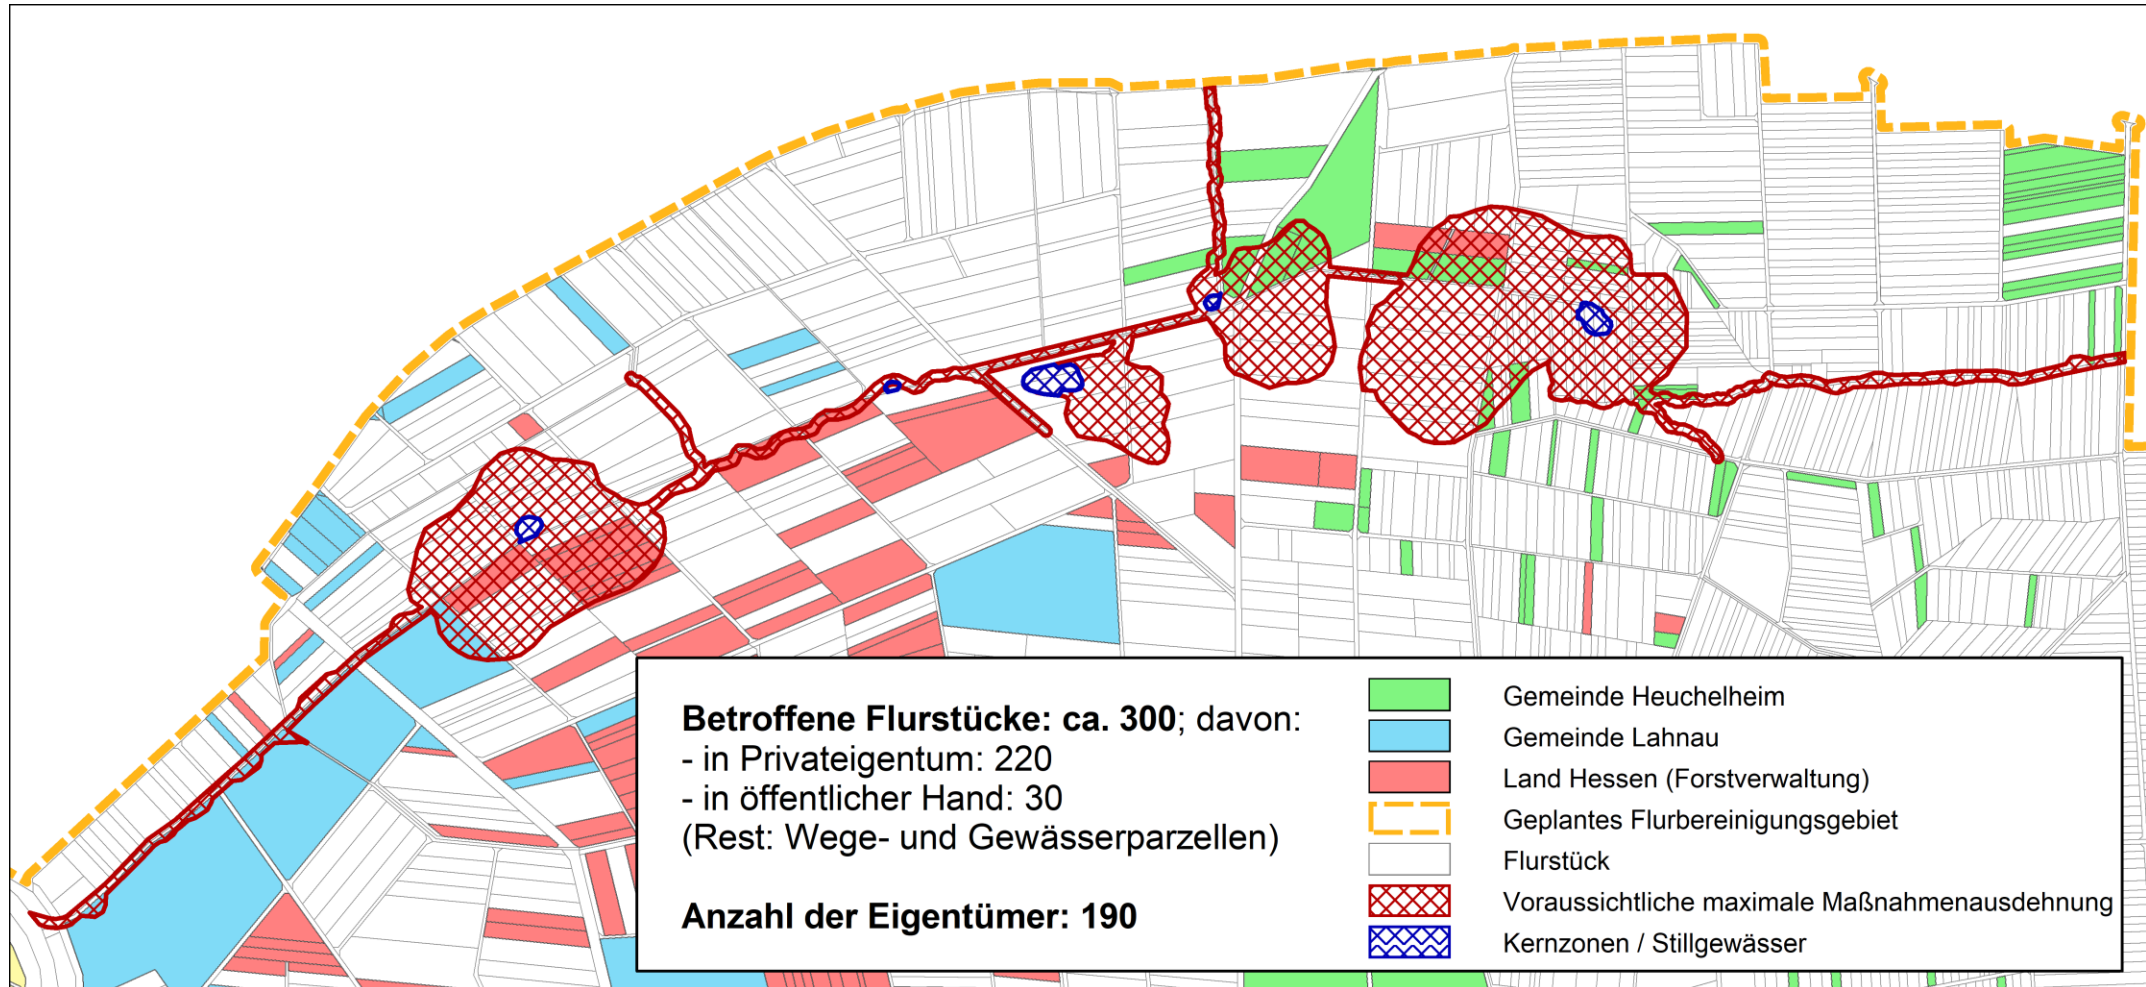 Betroffene Flurstücke: ca. 300; davon:
- in Privateigentum: 220
- in öffentlicher Hand: 30
(Rest: Wege- und Gewässerparzellen)
Anzahl der Eigentümer: 190
Gemeinde Heuchelheim
Gemeinde Lahnau
Land Hessen (Forstverwaltung)
Geplantes Flurbereinigungsgebiet
Flurstück
Voraussichtliche maximale Maßnahmenausdehnung
Kernzonen / Stillgewässer